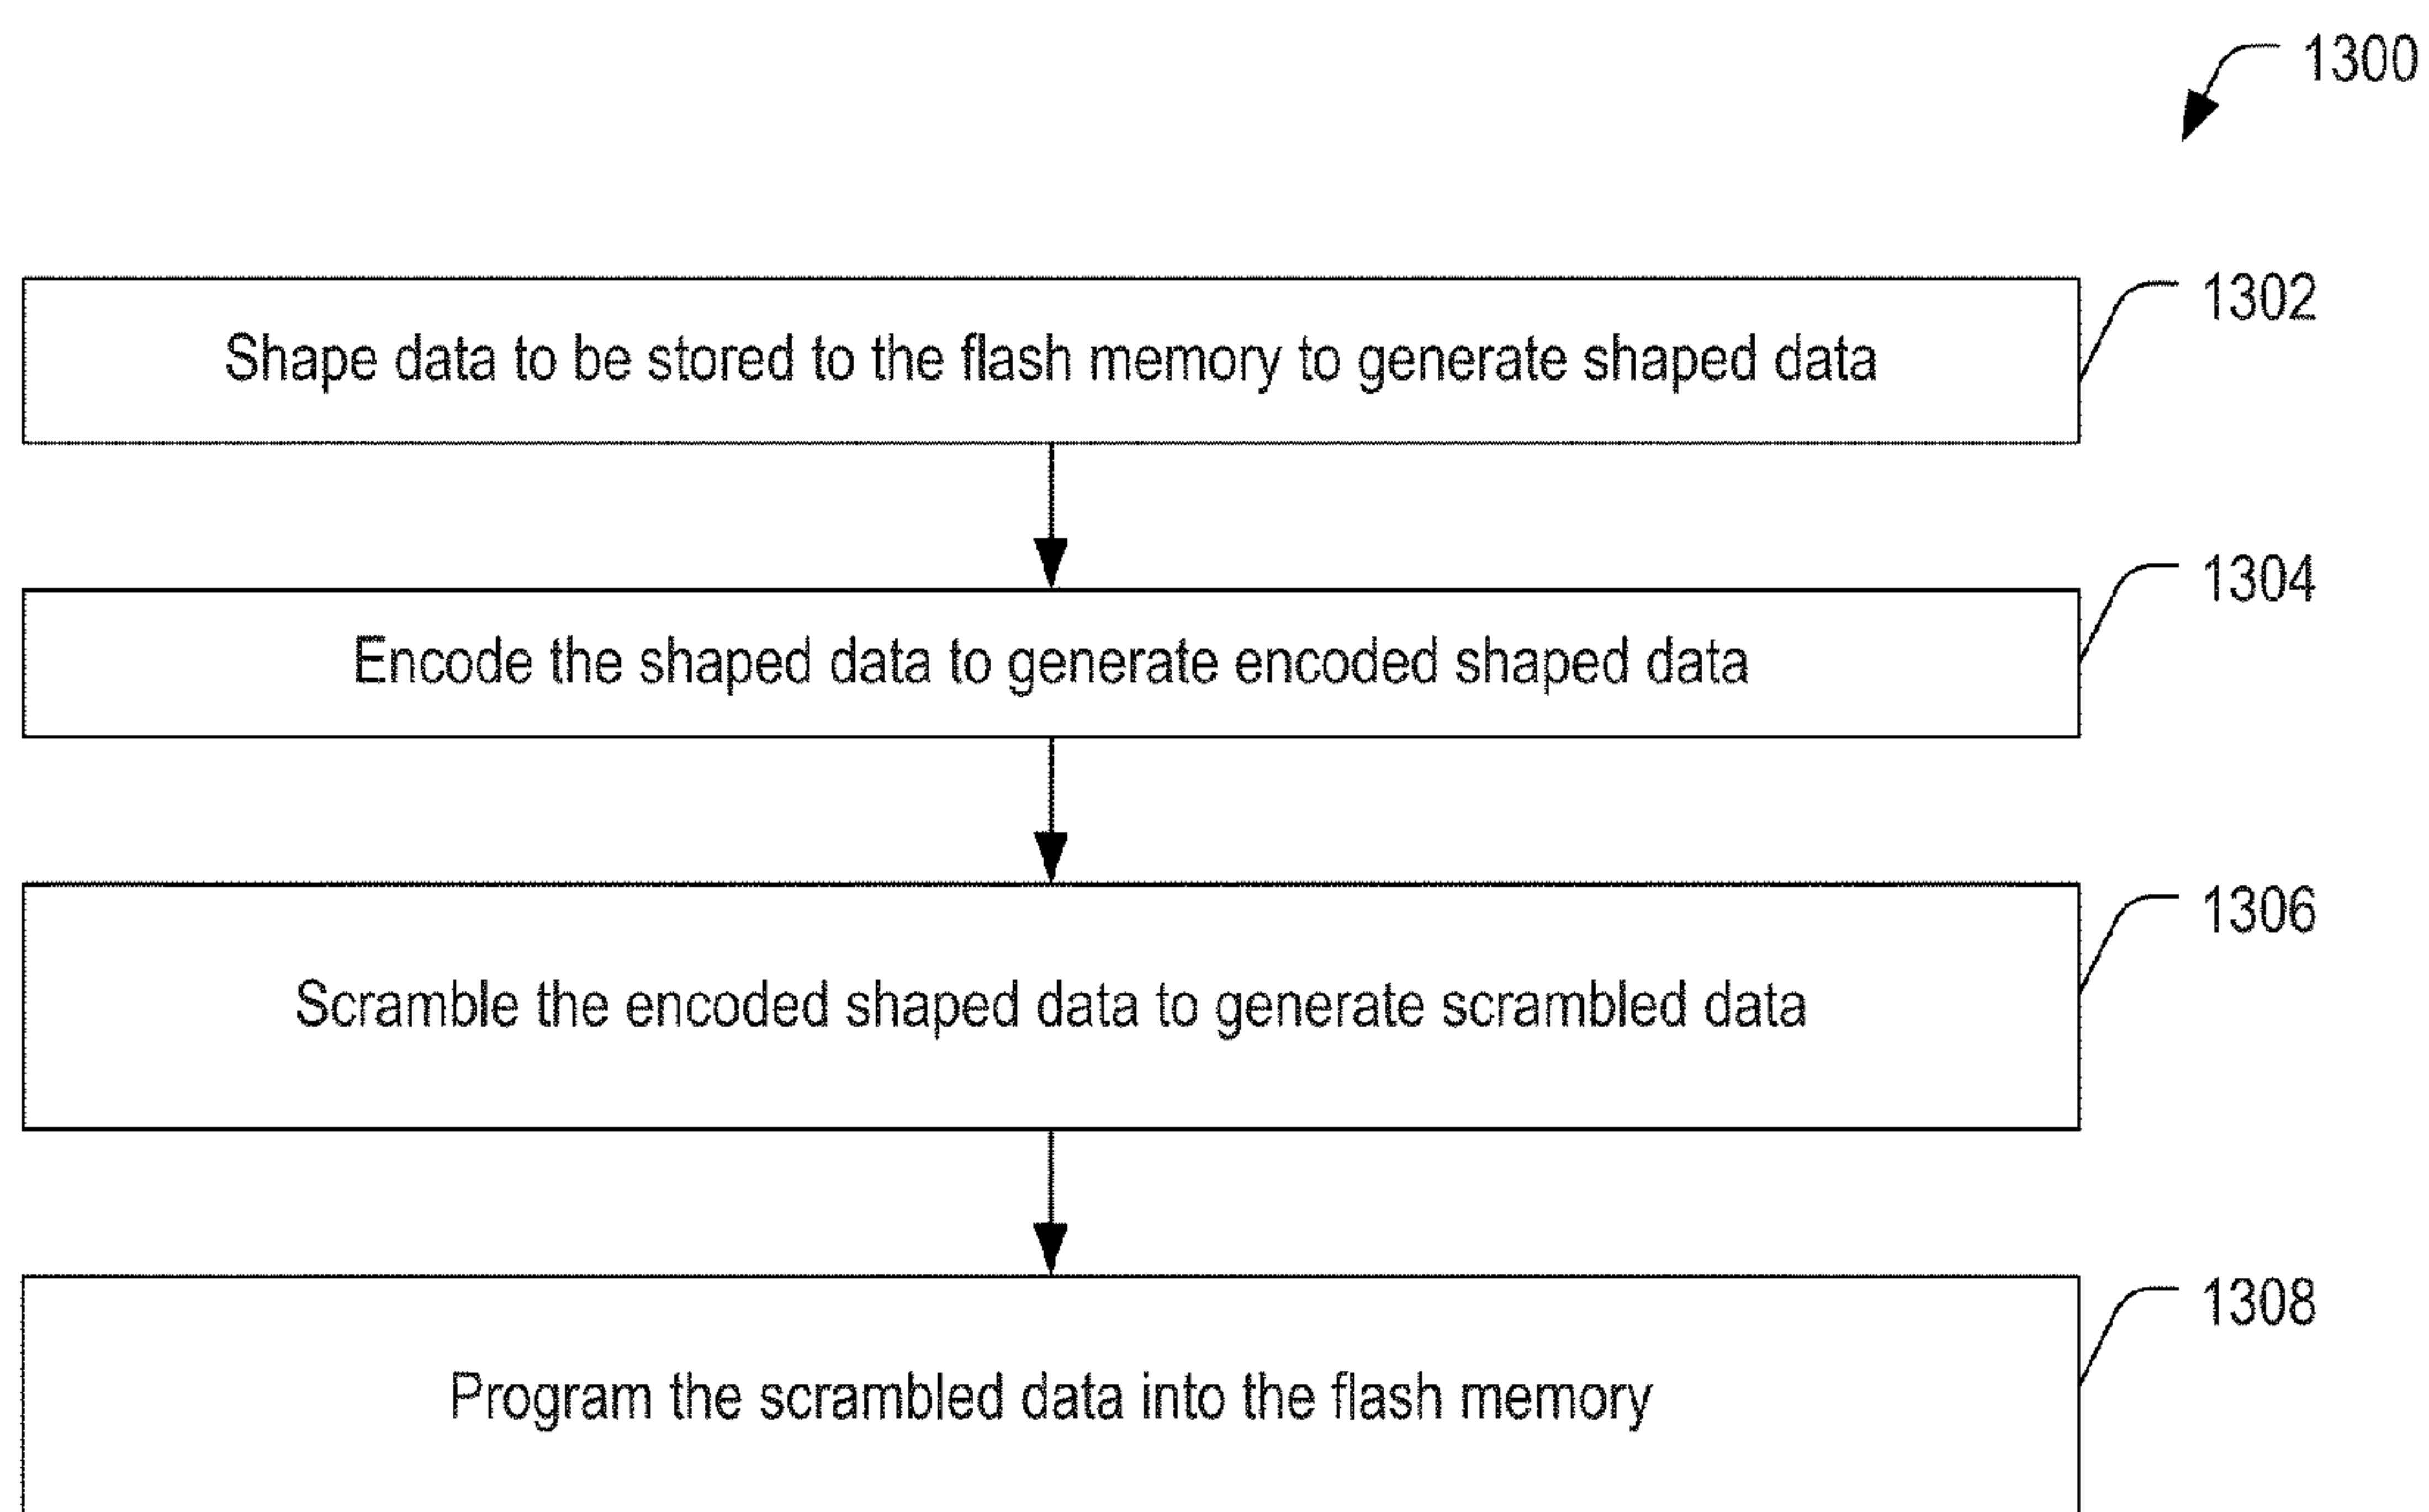 1300
Shape data to be stored to the flash memory to generate shaped data
1302
Encode the shaped data to generate encoded shaped data
1304
Scramble the encoded shaped data to generate scrambled data
1306
Program the scrambled data into the flash memory
1308